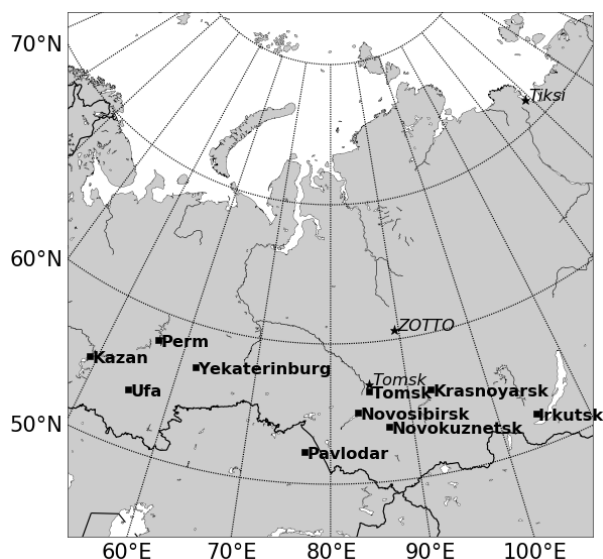 70°N
Tiksi
60°N
ZOTTO
Perm
Kazan
Yekaterinburg
Tomsk
Ufa
Tomsk
Krasnoyarsk
50°N
Novosibirsk
Irkutsk
Novokuznetsk
Pavlodar
60°E
70°E
80°E
90°E
100°E